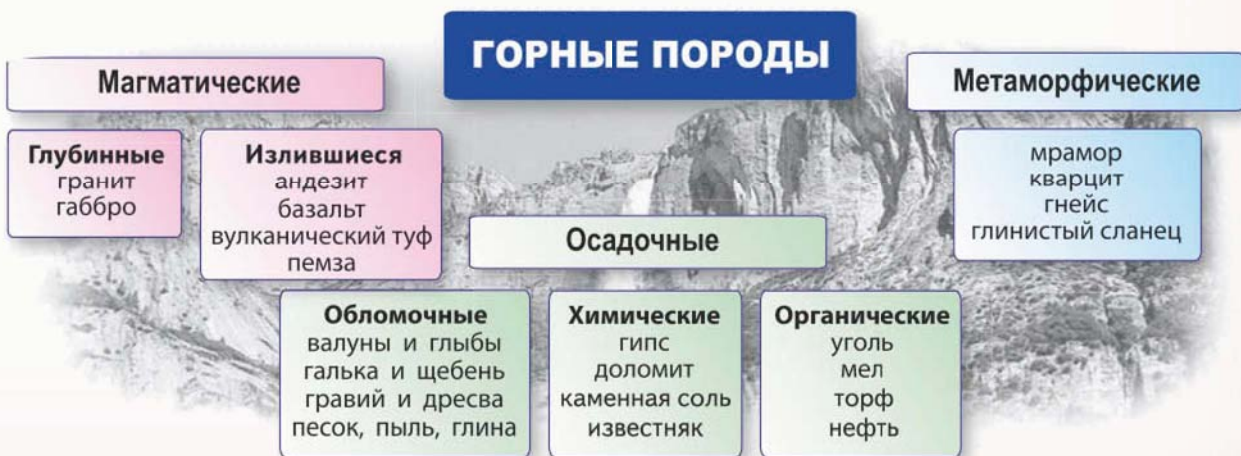 ГОРНЫЕ ПОРОДЫ
Магматические
Глубинные
гранит
габбро
Излившиеся
андезит
базальт
вулканический туф
пемза
Осадочные
Обломочные
валуны и глыбы
галька и щебень
гравий и дресва
песок, пыль, глина
Химические
гипс
доломит
каменная соль
известняк
Органические
уголь
мел
торф
нефть
Метаморфические
мрамор
кварцит
гнейс
глинистый сланец